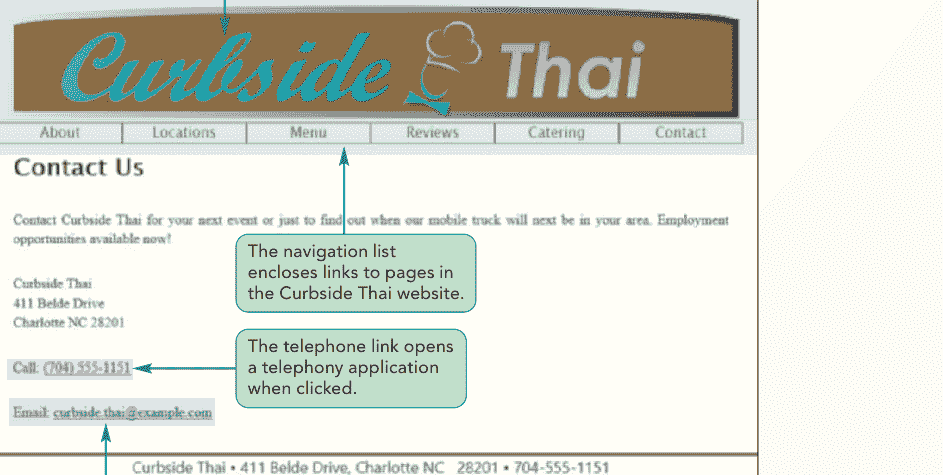 Curbside Thai
About Locations Menu Reviews Catering Contact
Contact Us
Contact Curbside Thai for your next event or just to find out when our mobile truck will next be in your area. Employment
opportunities available now!
The navigation list
encloses links to pages in
the Curbside Thai website.
Curbside Thai
411 Belde Drive
Charlotte NC 28201
The telephone link opens
a telephony application
when clicked.
Call: (704) 555-1151
Email: curbside.thai@example.com
Curbside Thai • 411 Belde Drive, Charlotte NC 28201 • 704-555-1151